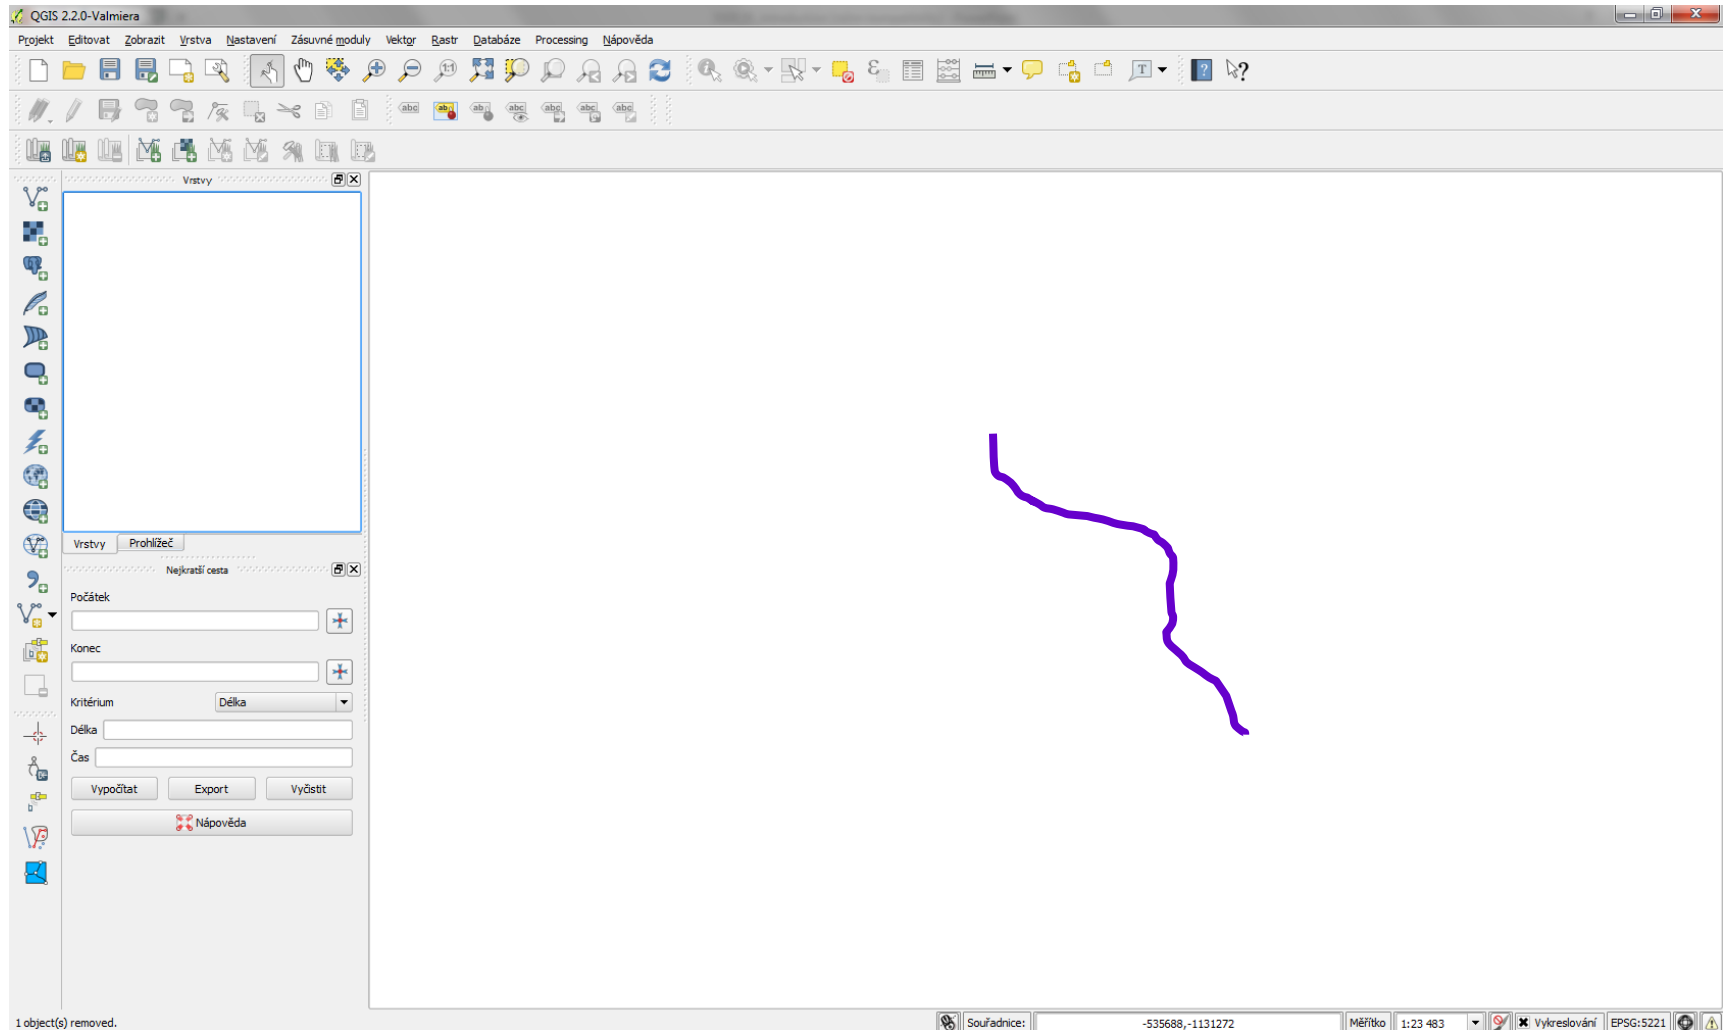 QGIS 2.2.0-Valmiera
Projekt Editovat Zobrazit Vrstva Nastavení Zásuvné moduly Vektor Rastr Databáze Processing Nápověda
Vrstvy
Vrstvy Prohlížeč
Nejkratší cesta
Počátek
Konec
Kritérium Délka
Délka
Čas
Vypočítat Export Vyčistit
Nápověda
1 object(s) removed.
Souřadnice: -535688,-1131272 Měřítko 1:23 483 Vykreslování EPSG:5221